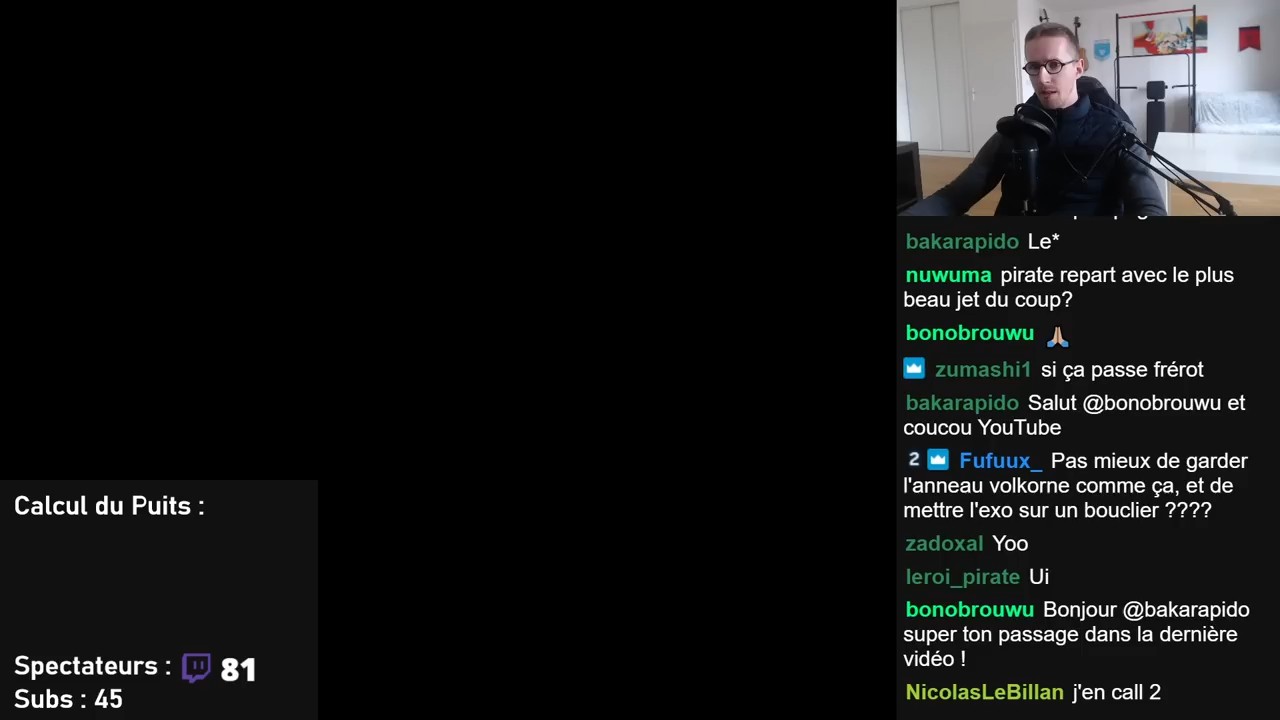 bakarapido Le*
nuwuma pirate repart avec le plus
beau jet du coup?
bonobrouwu 🙏🏼
zumashi1 si ça passe frérot
bakarapido Salut @bonobrouwu et
coucou YouTube
2 Fufuux_ Pas mieux de garder
l'anneau volkorne comme ça, et de
mettre l'exo sur un bouclier ????
zadoxal Yoo
leroi_pirate Ui
bonobrouwu Bonjour @bakarapido
super ton passage dans la dernière
vidéo !
NicolasLeBillan j'en call 2
Calcul du Puits :
Spectateurs : 81
Subs : 45